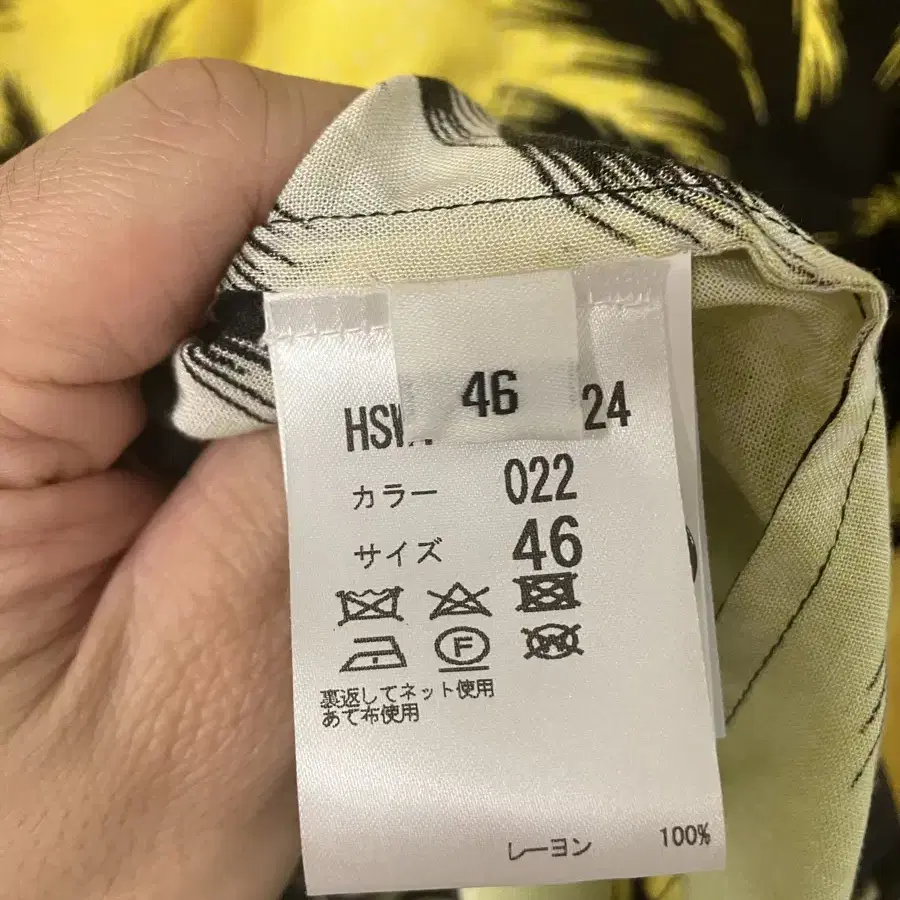 46
24
カラー 022
サイズ 46
F
W
裏返してネット使用
あて布使用
レーヨン 100%